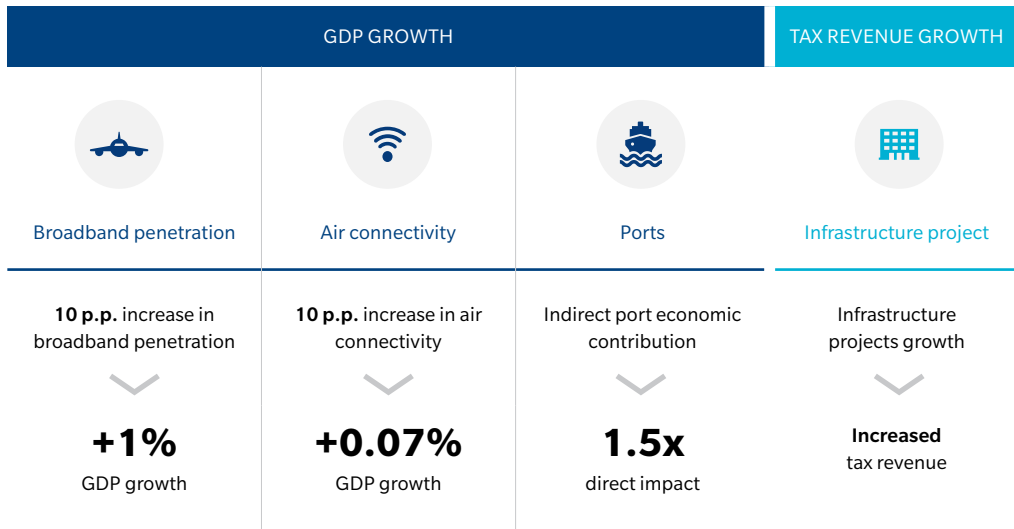 GDP GROWTH
TAX REVENUE GROWTH
Broadband penetration
Air connectivity
Ports
Infrastructure project
10 p.p. increase in
broadband penetration
+1%
GDP growth
10 p.p. increase in air
connectivity
+0.07%
GDP growth
Indirect port economic
contribution
1.5x
direct impact
Infrastructure
projects growth
Increased
tax revenue